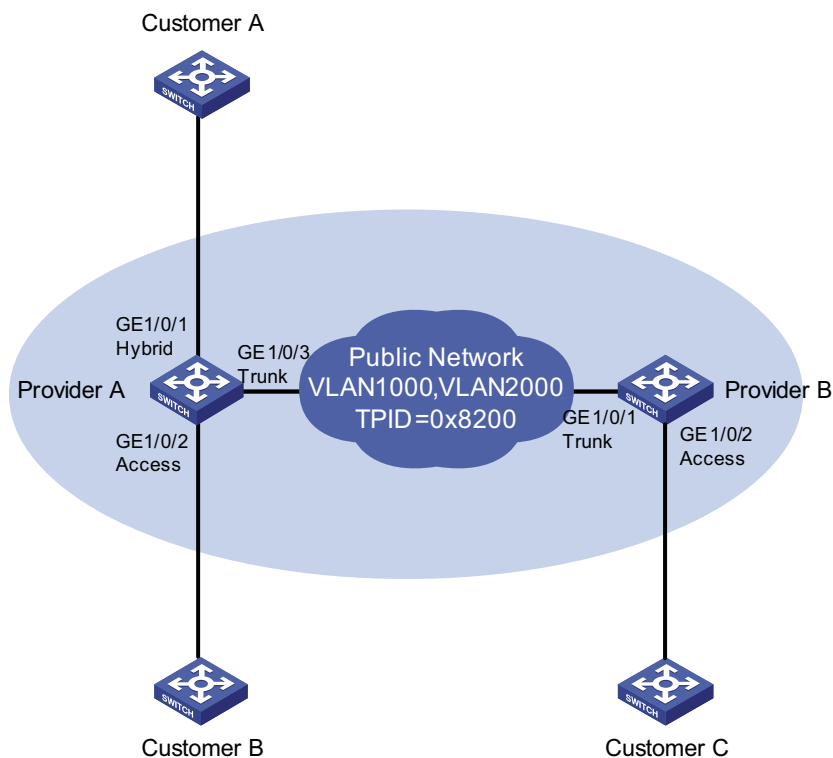 Customer A
SWITCH
GE1/0/1
Hybrid
GE1/0/3
Trunk
Public Network
VLAN1000,VLAN2000
TPID=0x8200
Provider A
SWITCH
SWITCH
Provider B
GE1/0/2
Access
GE1/0/1
Trunk
GE1/0/2
Access
SWITCH
Customer B
SWITCH
Customer C